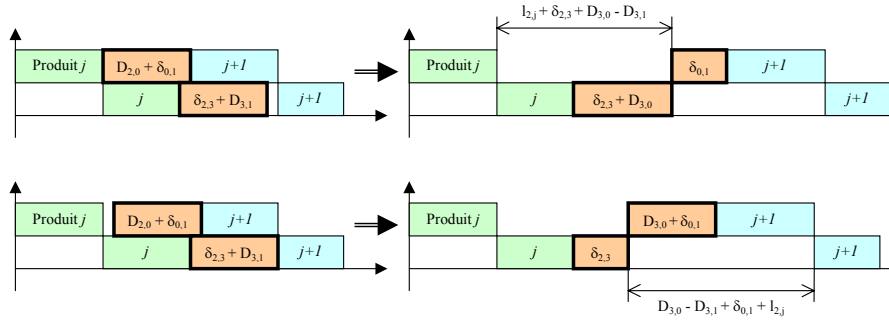 l₂,ⱼ + δ₂,₃ + D₃,₀ - D₃,₁
Produit j
D₂,₀ + δ₀,₁
j+1
j
δ₂,₃ + D₃,₁
j+1
Produit j
δ₀,₁
j+1
j
δ₂,₃ + D₃,₀
j+1
Produit j
D₂,₀ + δ₀,₁
j+1
j
δ₂,₃ + D₃,₁
j+1
Produit j
D₃,₀ + δ₀,₁
j+1
j
δ₂,₃
j+1
D₃,₀ - D₃,₁ + δ₀,₁ + l₂,ⱼ